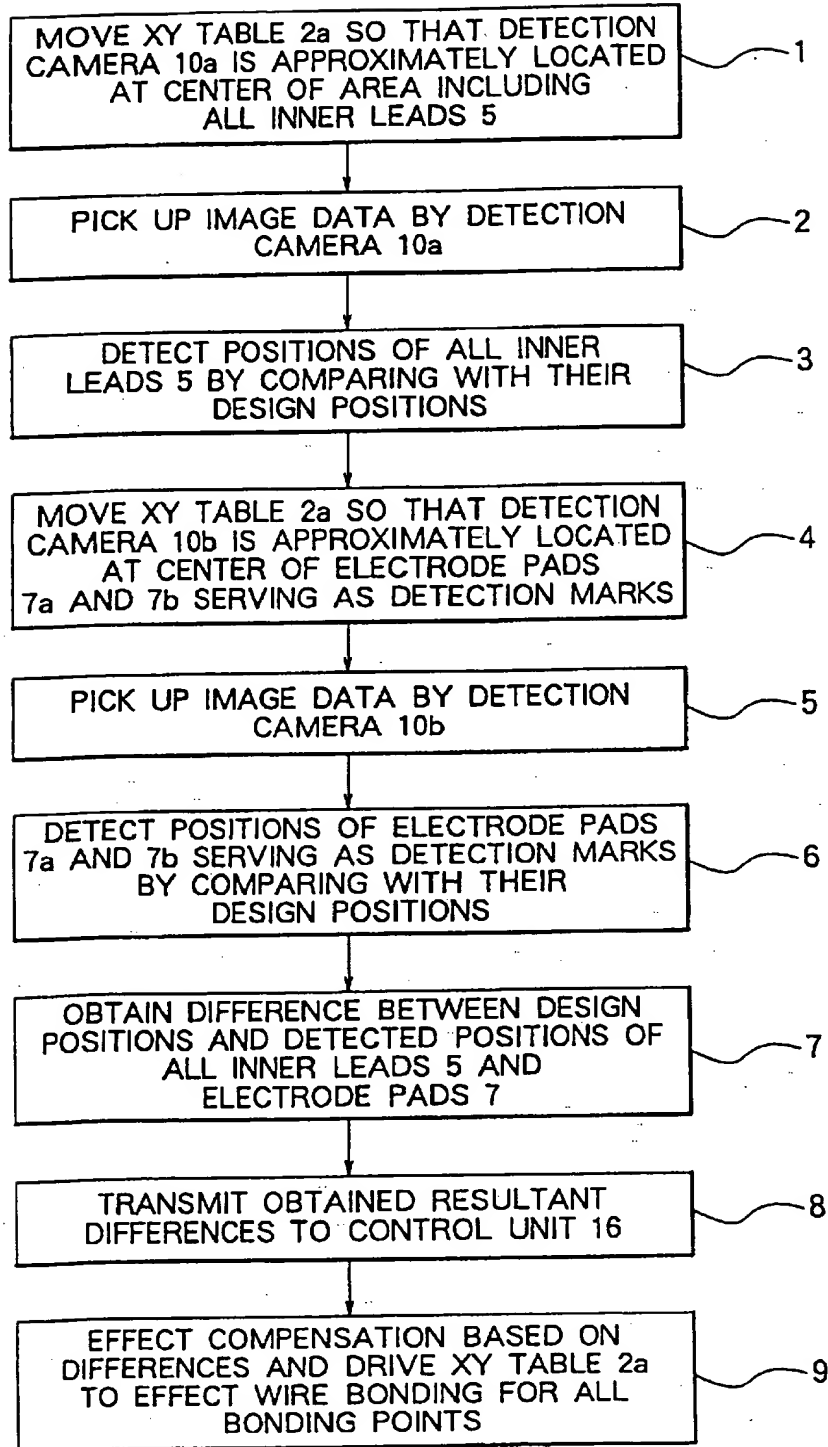 MOVE XY TABLE 2a SO THAT DETECTION
CAMERA 10a IS APPROXIMATELY LOCATED
AT CENTER OF AREA INCLUDING
ALL INNER LEADS 5
1
PICK UP IMAGE DATA BY DETECTION
CAMERA 10a
2
DETECT POSITIONS OF ALL INNER
LEADS 5 BY COMPARING WITH THEIR
DESIGN POSITIONS
3
MOVE XY TABLE 2a SO THAT DETECTION
CAMERA 10b IS APPROXIMATELY LOCATED
AT CENTER OF ELECTRODE PADS
7a AND 7b SERVING AS DETECTION MARKS
4
PICK UP IMAGE DATA BY DETECTION
CAMERA 10b
5
DETECT POSITIONS OF ELECTRODE PADS
7a AND 7b SERVING AS DETECTION MARKS
BY COMPARING WITH THEIR
DESIGN POSITIONS
6
OBTAIN DIFFERENCE BETWEEN DESIGN
POSITIONS AND DETECTED POSITIONS OF
ALL INNER LEADS 5 AND
ELECTRODE PADS 7
7
TRANSMIT OBTAINED RESULTANT
DIFFERENCES TO CONTROL UNIT 16
8
EFFECT COMPENSATION BASED ON
DIFFERENCES AND DRIVE XY TABLE 2a
TO EFFECT WIRE BONDING FOR ALL
BONDING POINTS
9